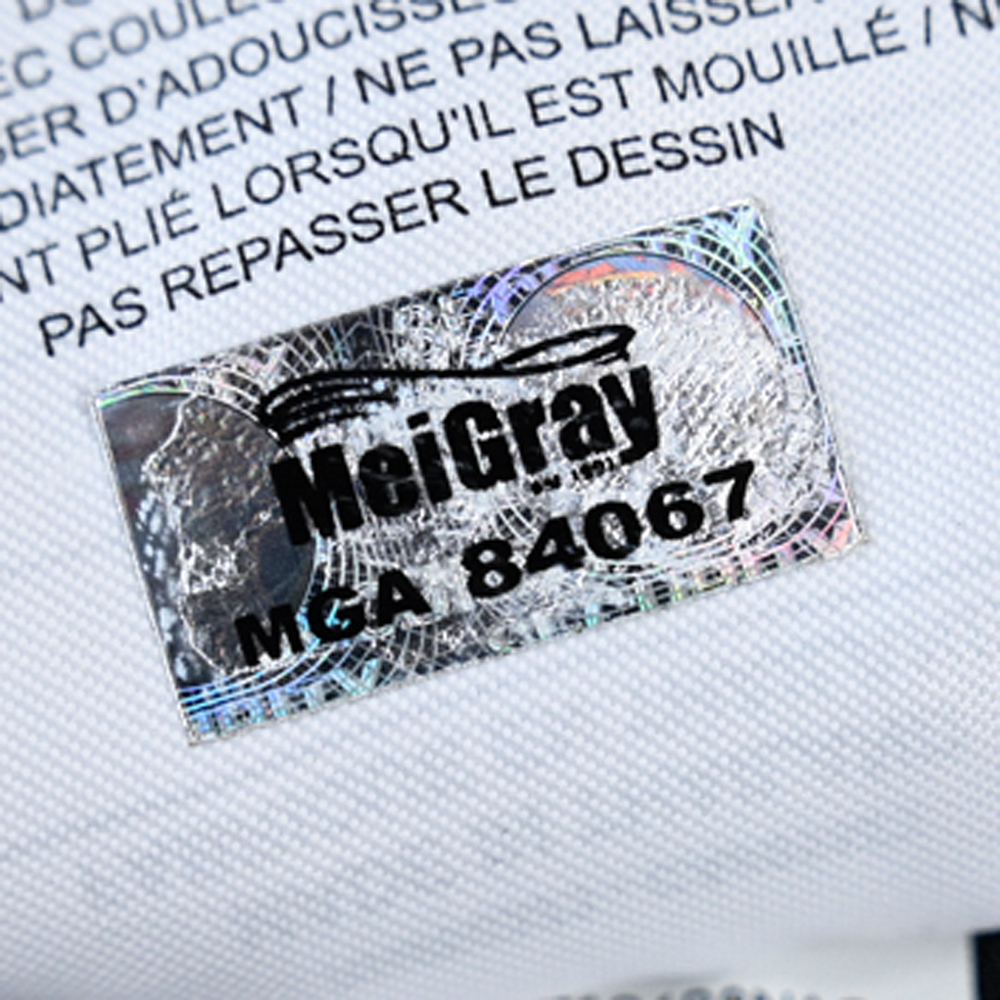 EC COULE
SER D'ADOUCISSE
DIATEMENT / NE PAS LAISSER
NT PLIÉ LORSQU'IL EST MOUILLÉ / N
PAS REPASSER LE DESSIN
MeiGray
MGA 84067